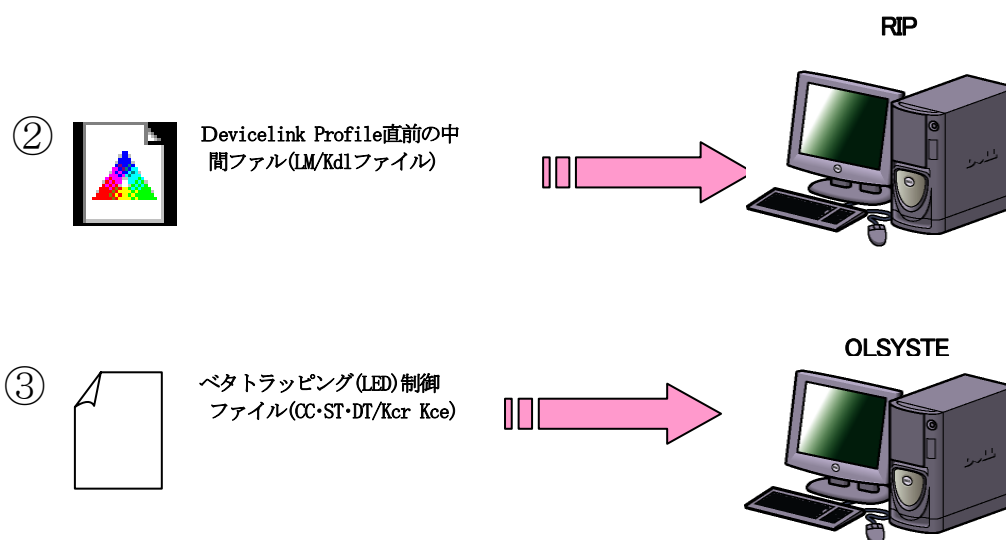 RIP
②
Devicelink Profile直前の中
間ファル(LM/Kdlファイル)
OLSYSTE
③
ベタトラッピング(LED)制御
ファイル(CC・ST・DT/Kcr Kce)